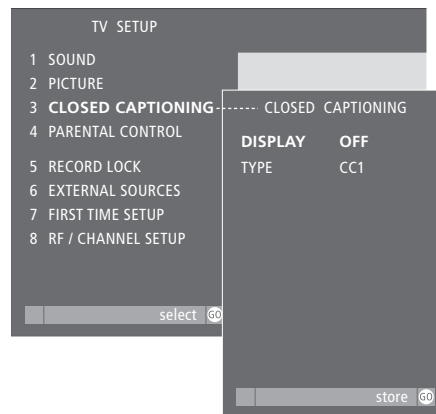 TV SETUP
1 SOUND
2 PICTURE
3 CLOSED CAPTIONING
4 PARENTAL CONTROL
5 RECORD LOCK
6 EXTERNAL SOURCES
7 FIRST TIME SETUP
8 RF / CHANNEL SETUP
select GO
CLOSED CAPTIONING
DISPLAY OFF
TYPE CC1
store GO